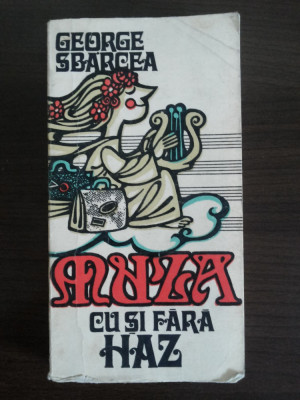 GEORGE
SBÂRCEA
MUZA
CU ȘI FĂRĂ
HAZ